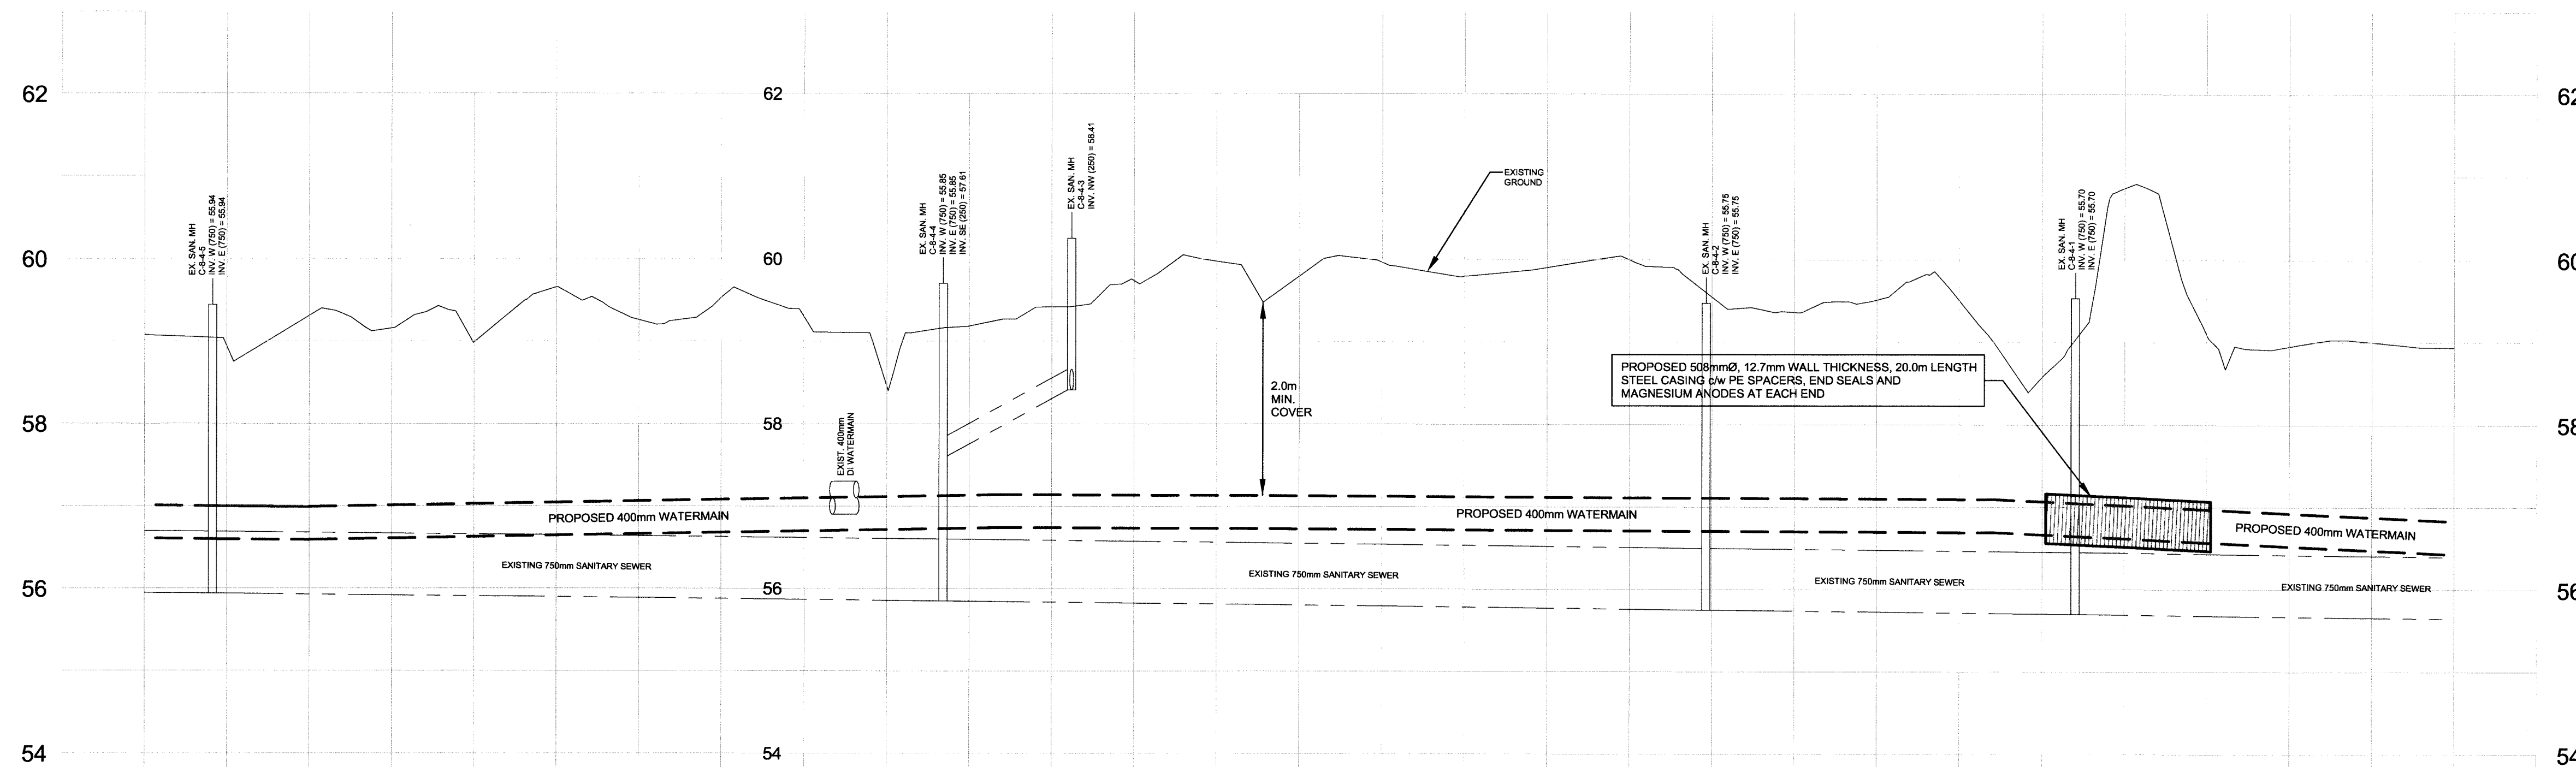 62
60
58
56
54
EX. SAN. MH
C-8-4-5
INV. W (750) = 55.94
INV. E (750) = 55.94
PROPOSED 400mm WATERMAIN
EXISTING 750mm SANITARY SEWER
62
60
58
56
54
EXIST. 400mm
DI WATERMAIN
EX. SAN. MH
C-8-4-4
INV. W (750) = 55.85
INV. E (750) = 55.85
INV. SE (250) = 57.61
EX. SAN. MH
C-8-4-3
INV. NW (250) = 58.41
2.0m
MIN.
COVER
EXISTING
GROUND
PROPOSED 400mm WATERMAIN
EXISTING 750mm SANITARY SEWER
EX. SAN. MH
C-8-4-2
INV. W (750) = 55.75
INV. E (750) = 55.75
PROPOSED 508mmØ, 12.7mm WALL THICKNESS, 20.0m LENGTH
STEEL CASING c/w PE SPACERS, END SEALS AND
MAGNESIUM ANODES AT EACH END
EXISTING 750mm SANITARY SEWER
EX. SAN. MH
C-8-4-1
INV. W (750) = 55.70
INV. E (750) = 55.70
PROPOSED 400mm WATERMAIN
EXISTING 750mm SANITARY SEWER
62
60
58
56
54